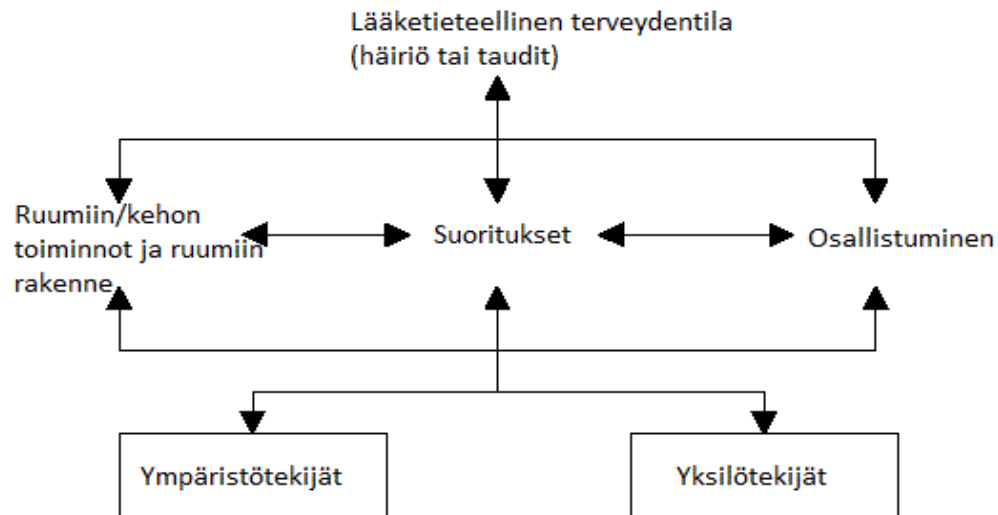 Lääketieteellinen terveydentila
(häiriö tai taudit)
Ruumiin/kehon
toiminnot ja ruumiin
rakenne
Suoritukset
Osallistuminen
Ympäristötekijät
Yksilötekijät